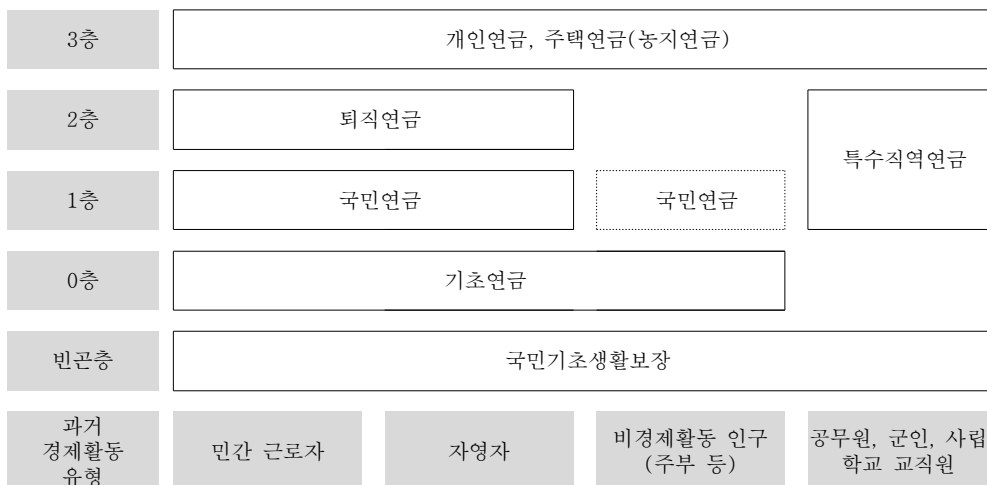 3층
개인연금, 주택연금(농지연금)
2층
퇴직연금
특수직역연금
1층
국민연금
국민연금
0층
기초연금
빈곤층
국민기초생활보장
과거
경제활동
유형
민간 근로자
자영자
비경제활동 인구
(주부 등)
공무원, 군인, 사립
학교 교직원